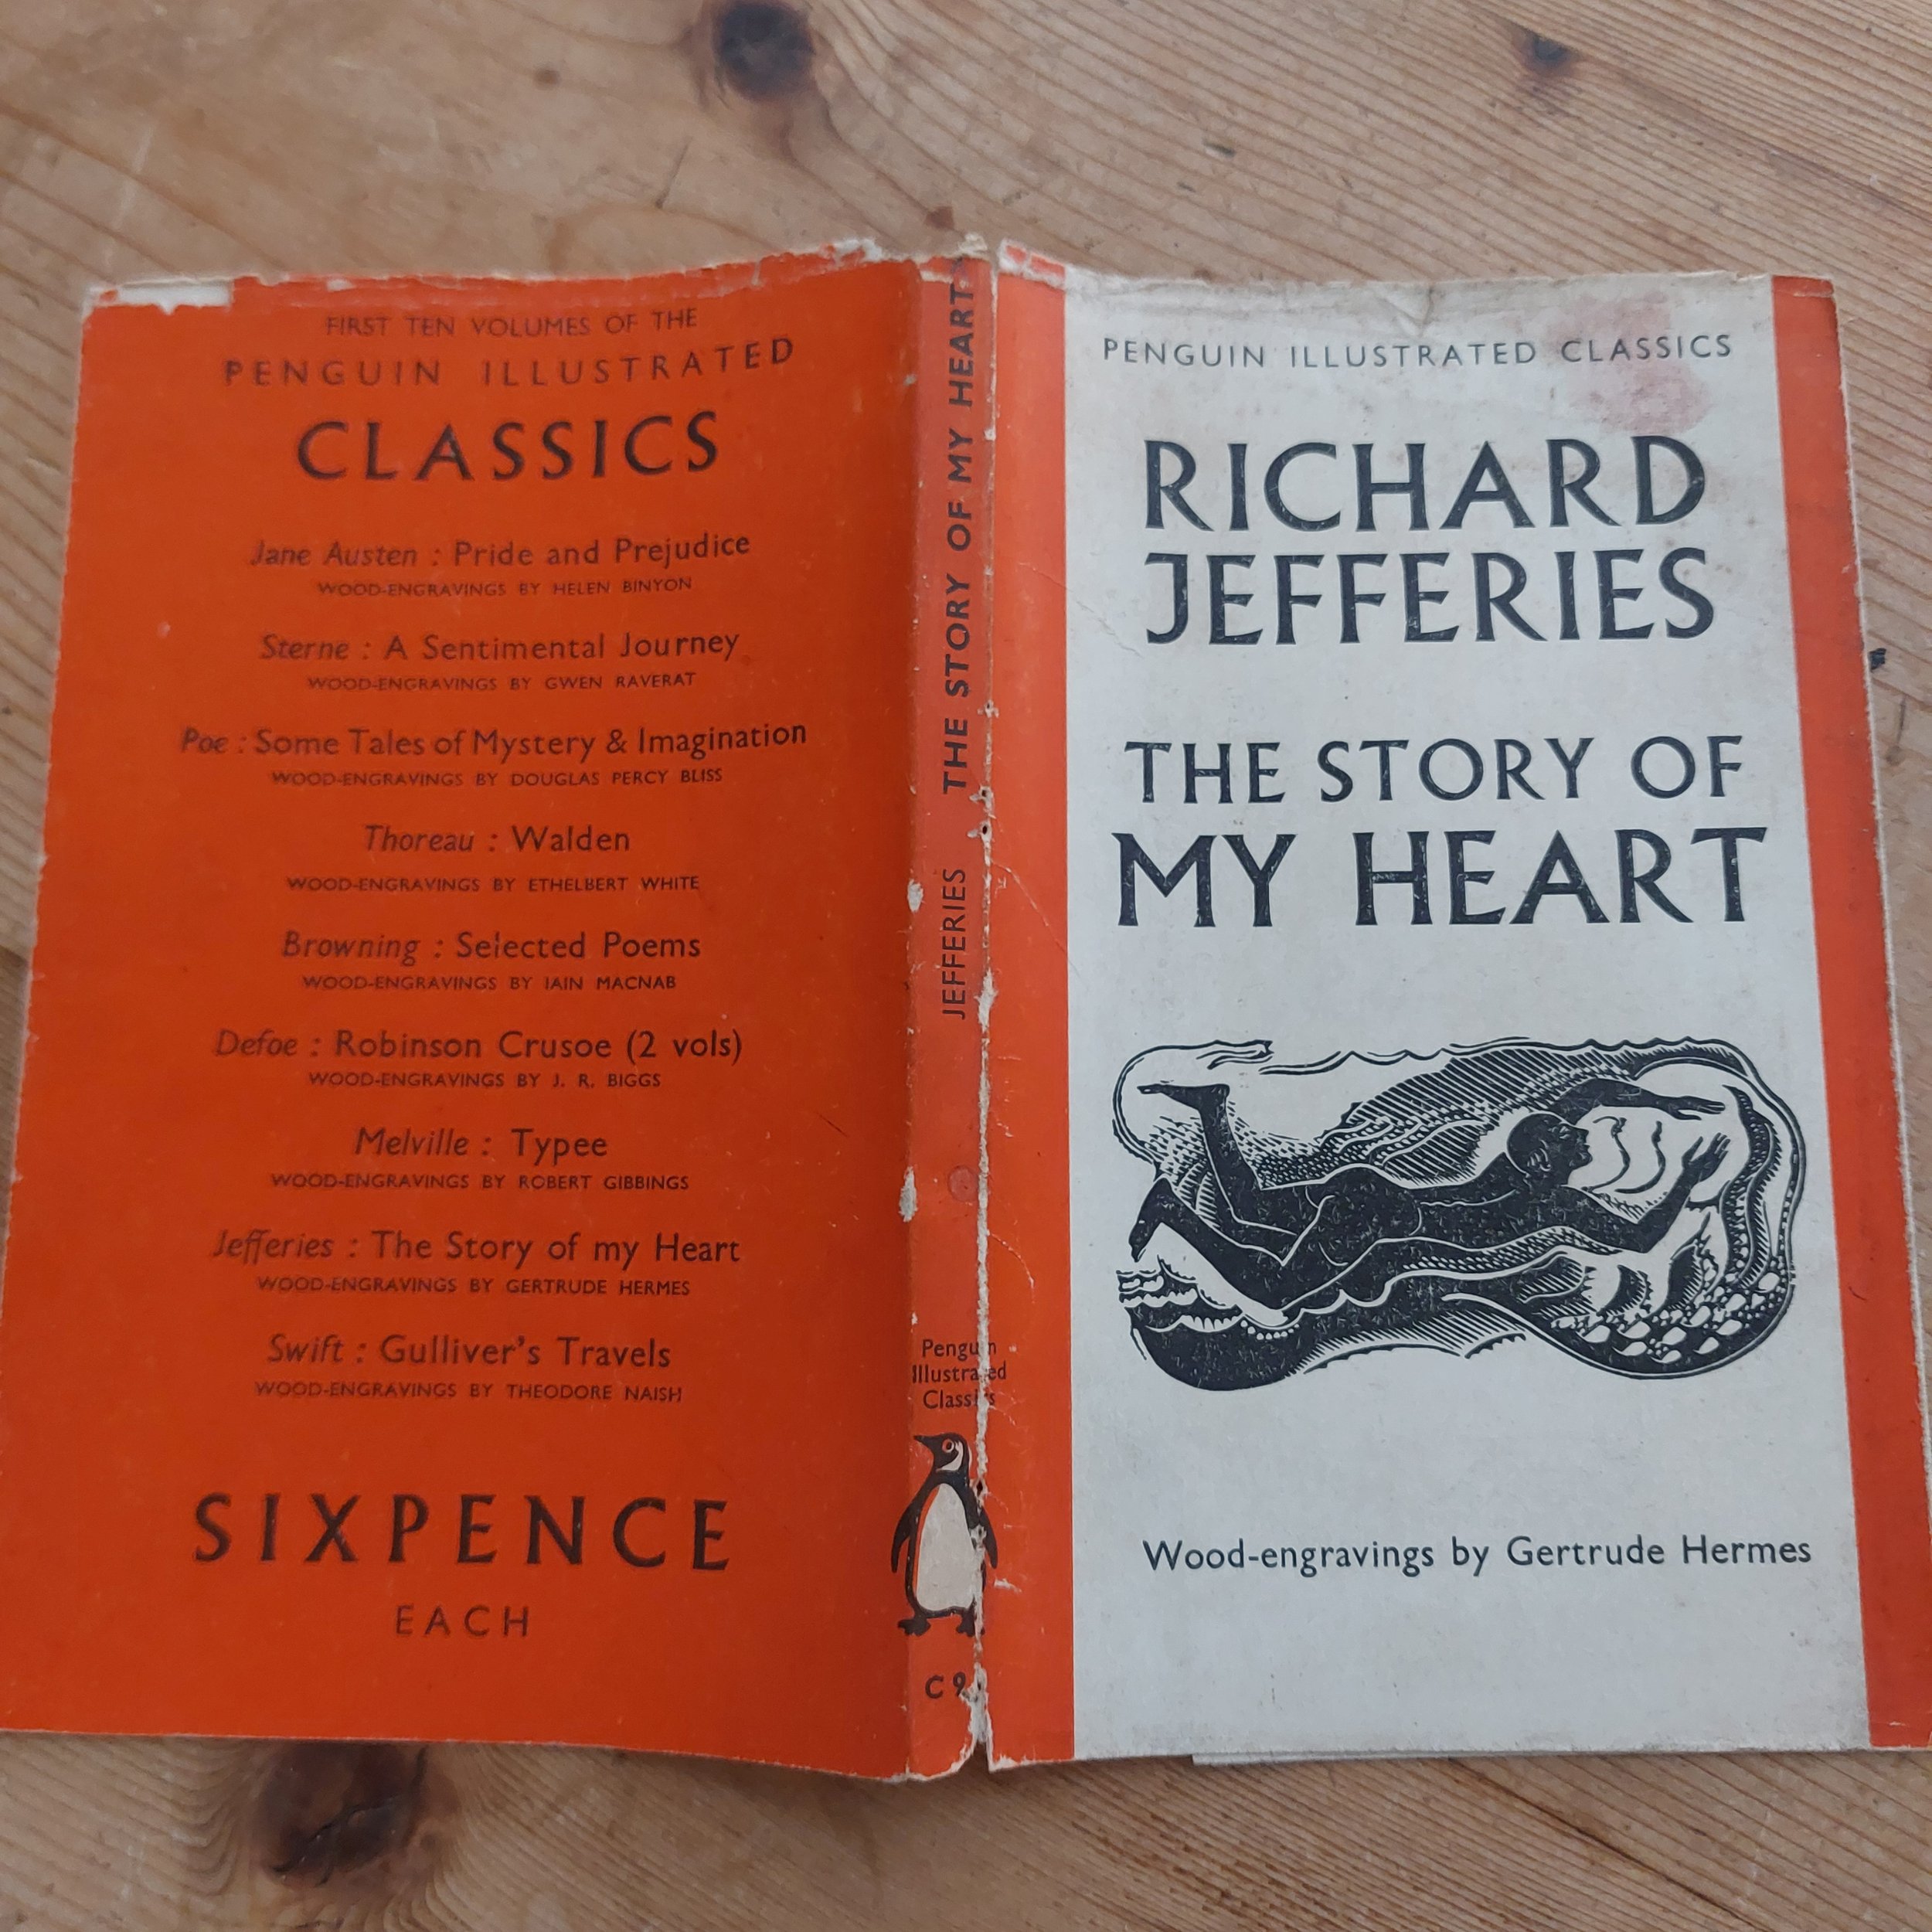 FIRST TEN VOLUMES OF THE
PENGUIN ILLUSTRATED
CLASSICS
Jane Austen : Pride and Prejudice
WOOD-ENGRAVINGS BY HELEN BINYON
Sterne : A Sentimental Journey
WOOD-ENGRAVINGS BY GWEN RAVERAT
Poe : Some Tales of Mystery & Imagination
WOOD-ENGRAVINGS BY DOUGLAS PERCY BLISS
Thoreau : Walden
WOOD-ENGRAVINGS BY ETHELBERT WHITE
Browning : Selected Poems
WOOD-ENGRAVINGS BY IAIN MACNAB
Defoe : Robinson Crusoe (2 vols)
WOOD-ENGRAVINGS BY J. R. BIGGS
Melville : Typee
WOOD-ENGRAVINGS BY ROBERT GIBBINGS
Jefferies : The Story of my Heart
WOOD-ENGRAVINGS BY GERTRUDE HERMES
Swift : Gulliver's Travels
WOOD-ENGRAVINGS BY THEODORE NAISH
SIXPENCE
EACH
JEFFERIES THE STORY OF MY HEART
Penguin
Illustrated
Classics
C 9
PENGUIN ILLUSTRATED CLASSICS
RICHARD
JEFFERIES
THE STORY OF
MY HEART
Wood-engravings by Gertrude Hermes